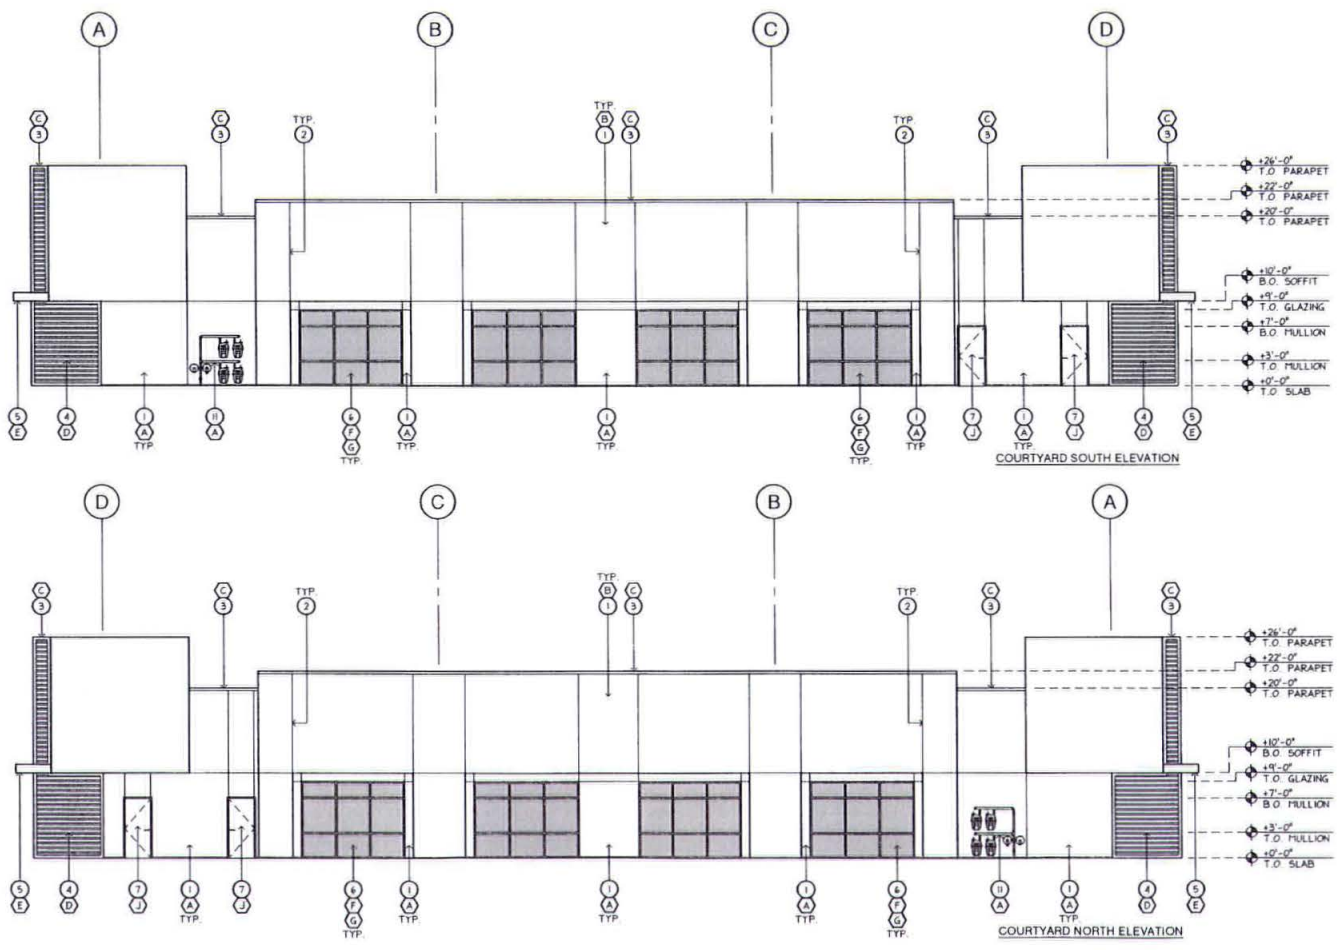 A B C D
TYP.
C C TYP. B C TYP. C C
3 3 2 1 3 2 3 3
+26'-0"
T.O. PARAPET
+22'-0"
T.O. PARAPET
+20'-0"
T.O. PARAPET
+10'-0"
B.O. SOFFIT
+9'-0"
T.O. GLAZING
+7'-0"
B.O. MULLION
+3'-0"
T.O. MULLION
+0'-0"
T.O. SLAB
5 4 1 11 6 1 1 6 1 7 1 7 4 5
E D A A F A A F A J A J D E
TYP. G TYP. TYP. G TYP. TYP.
TYP. TYP.
COURTYARD SOUTH ELEVATION
D C B A
TYP.
C C TYP. B C TYP. C C
3 3 2 1 3 2 3 3
+26'-0"
T.O. PARAPET
+22'-0"
T.O. PARAPET
+20'-0"
T.O. PARAPET
+10'-0"
B.O. SOFFIT
+9'-0"
T.O. GLAZING
+7'-0"
B.O. MULLION
+3'-0"
T.O. MULLION
+0'-0"
T.O. SLAB
5 4 7 1 7 6 1 1 1 6 11 1 4 5
E D J A J F A A A F A A D E
TYP. G TYP. TYP. TYP. G TYP.
TYP. TYP.
COURTYARD NORTH ELEVATION